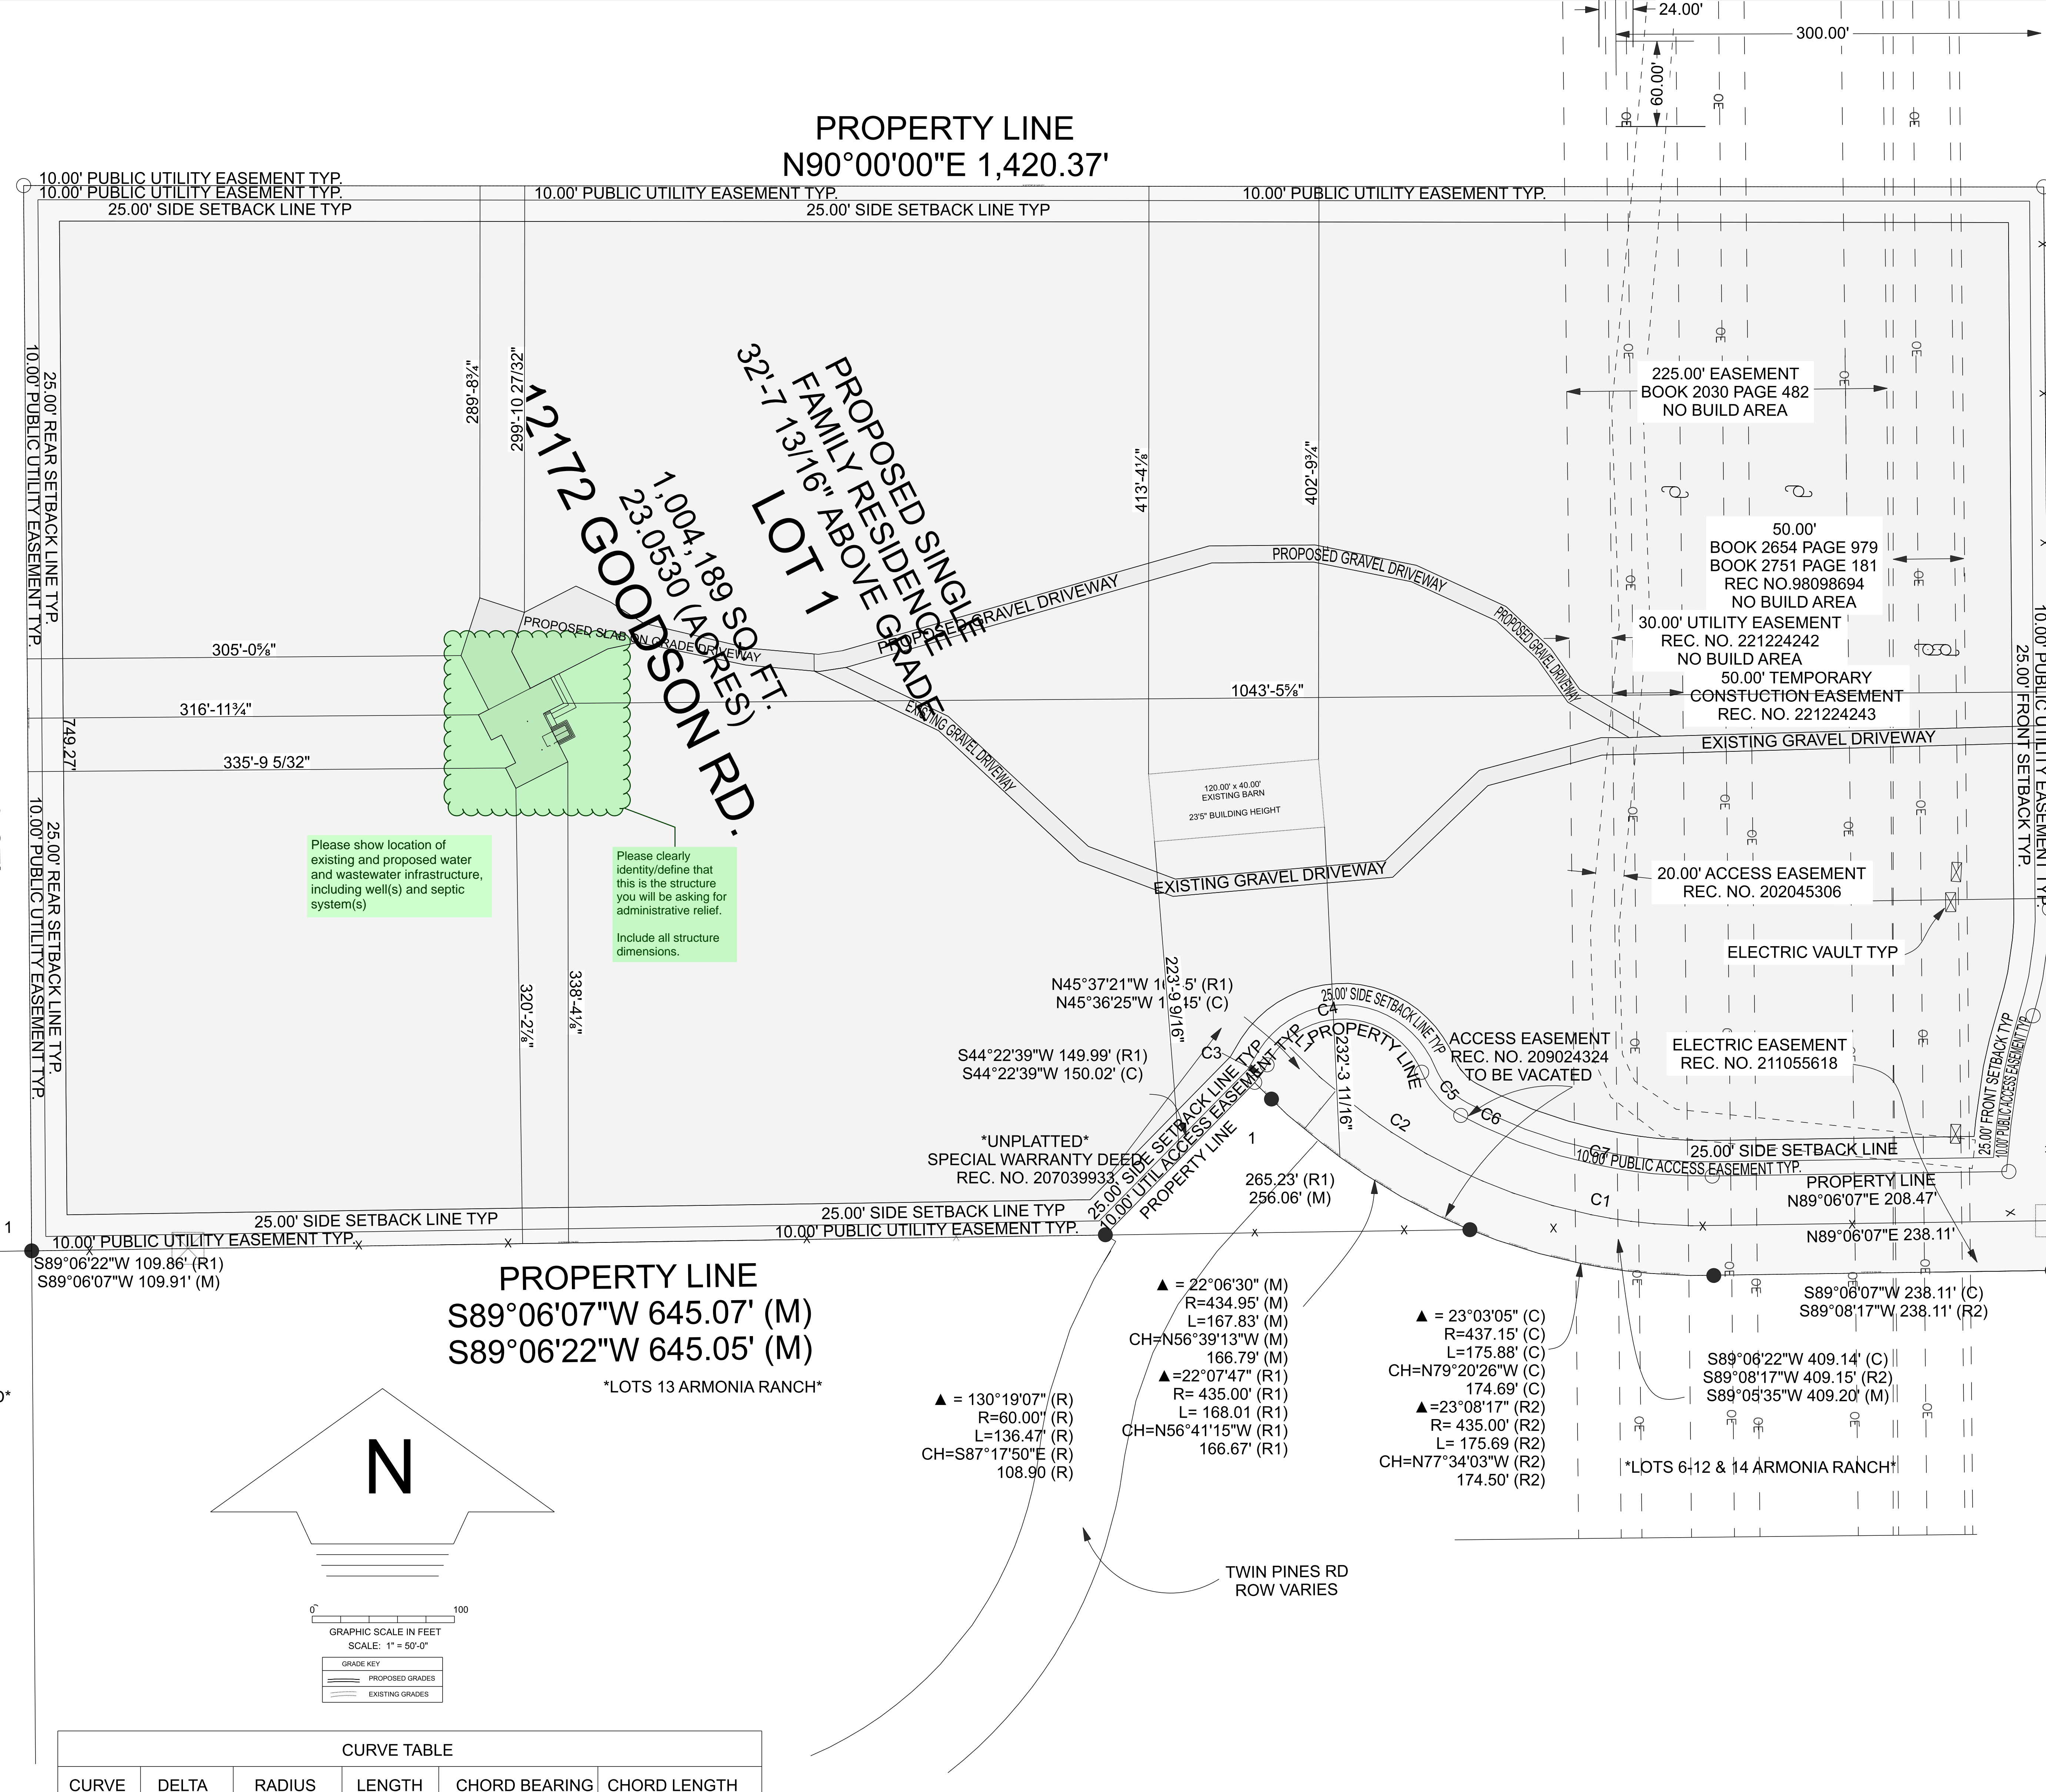 24.00'
300.00'
60.00'
PROPERTY LINE
N90°00'00"E 1,420.37'
10.00' PUBLIC UTILITY EASEMENT TYP.
10.00' PUBLIC UTILITY EASEMENT TYP.
10.00' PUBLIC UTILITY EASEMENT TYP.
10.00' PUBLIC UTILITY EASEMENT TYP.
25.00' SIDE SETBACK LINE TYP
25.00' SIDE SETBACK LINE TYP
OE
OE
OE
10.00' PUBLIC UTILITY EASEMENT TYP.
25.00' REAR SETBACK LINE TYP.
289'-8¾"
299'-10 27/32"
12172 GOODSON RD.
1,004,189 SQ.FT.
23.0530 (ACRES)
LOT 1
PROPOSED SINGLE
FAMILY RESIDENCE
32'-7 13/16" ABOVE GRADE
413'-4⅛"
402'-9¾"
225.00' EASEMENT
BOOK 2030 PAGE 482
NO BUILD AREA
50.00'
BOOK 2654 PAGE 979
BOOK 2751 PAGE 181
REC NO.98098694
NO BUILD AREA
30.00' UTILITY EASEMENT
REC. NO. 221224242
NO BUILD AREA
50.00' TEMPORARY
CONSTUCTION EASEMENT
REC. NO. 221224243
PROPOSED SLAB ON GRADE DRIVEWAY
PROPOSED GRAVEL DRIVEWAY
PROPOSED GRAVEL DRIVEWAY
PROPOSED GRAVEL DRIVEWAY
EXISTING GRAVEL DRIVEWAY
EXISTING GRAVEL DRIVEWAY
EXISTING GRAVEL DRIVEWAY
305'-0⅝"
316'-11¾"
335'-9 5/32"
749.27'
1043'-5⅝"
120.00' x 40.00'
EXISTING BARN
23'5" BUILDING HEIGHT
10.00' PUBLIC UTILITY EASEMENT TYP.
25.00' REAR SETBACK LINE TYP.
25.00' FRONT SETBACK TYP.
10.00' PUBLIC UTILITY EASEMENT TYP.
Please show location of
existing and proposed water
and wastewater infrastructure,
including well(s) and septic
system(s)
Please clearly
identity/define that
this is the structure
you will be asking for
administrative relief.
Include all structure
dimensions.
20.00' ACCESS EASEMENT
REC. NO. 202045306
ELECTRIC VAULT TYP
320'-2⅞"
338'-4⅛"
223'-9 9/16"
232'-3 11/16"
N45°37'21"W
(R1)
N45°36'25"W
(C)
S44°22'39"W 149.99' (R1)
S44°22'39"W 150.02' (C)
25.00' SIDE SETBACK LINE TYP
C4
C3
L1
PROPERTY LINE
C5
C6
C2
C7
C1
ACCESS EASEMENT
REC. NO. 209024324
TO BE VACATED
ELECTRIC EASEMENT
REC. NO. 211055618
25.00' FRONT SETBACK TYP
10.00' PUBLIC ACCESS EASEMENT TYP.
25.00' SIDE SETBACK LINE TYP
10.00' UTIL ACCESS EASEMENT TYP
PROPERTY LINE
1
*UNPLATTED*
SPECIAL WARRANTY DEED
REC. NO. 207039933
265.23' (R1)
256.06' (M)
25.00' SIDE SETBACK LINE
10.00' PUBLIC ACCESS EASEMENT TYP.
PROPERTY LINE
N89°06'07"E 208.47'
N89°06'07"E 238.11'
25.00' SIDE SETBACK LINE TYP
25.00' SIDE SETBACK LINE TYP
10.00' PUBLIC UTILITY EASEMENT TYP.
10.00' PUBLIC UTILITY EASEMENT TYP.
1
S89°06'22"W 109.86' (R1)
S89°06'07"W 109.91' (M)
PROPERTY LINE
S89°06'07"W 645.07' (M)
S89°06'22"W 645.05' (M)
*LOTS 13 ARMONIA RANCH*
▲ = 22°06'30" (M)
R=434.95' (M)
L=167.83' (M)
CH=N56°39'13"W (M)
166.79' (M)
▲=22°07'47" (R1)
R= 435.00' (R1)
L= 168.01 (R1)
CH=N56°41'15"W (R1)
166.67' (R1)
▲ = 23°03'05" (C)
R=437.15' (C)
L=175.88' (C)
CH=N79°20'26"W (C)
174.69' (C)
▲=23°08'17" (R2)
R= 435.00' (R2)
L= 175.69 (R2)
CH=N77°34'03"W (R2)
174.50' (R2)
S89°06'07"W 238.11' (C)
S89°08'17"W 238.11' (R2)
S89°06'22"W 409.14' (C)
S89°08'17"W 409.15' (R2)
S89°05'35"W 409.20' (M)
▲ = 130°19'07" (R)
R=60.00" (R)
L=136.47' (R)
CH=S87°17'50"E (R)
108.90 (R)
*LOTS 6-12 & 14 ARMONIA RANCH*
N
TWIN PINES RD
ROW VARIES
0'
100
GRAPHIC SCALE IN FEET
SCALE: 1" = 50'-0"
GRADE KEY
PROPOSED GRADES
EXISTING GRADES
CURVE TABLE
CURVE DELTA RADIUS LENGTH CHORD BEARING CHORD LENGTH